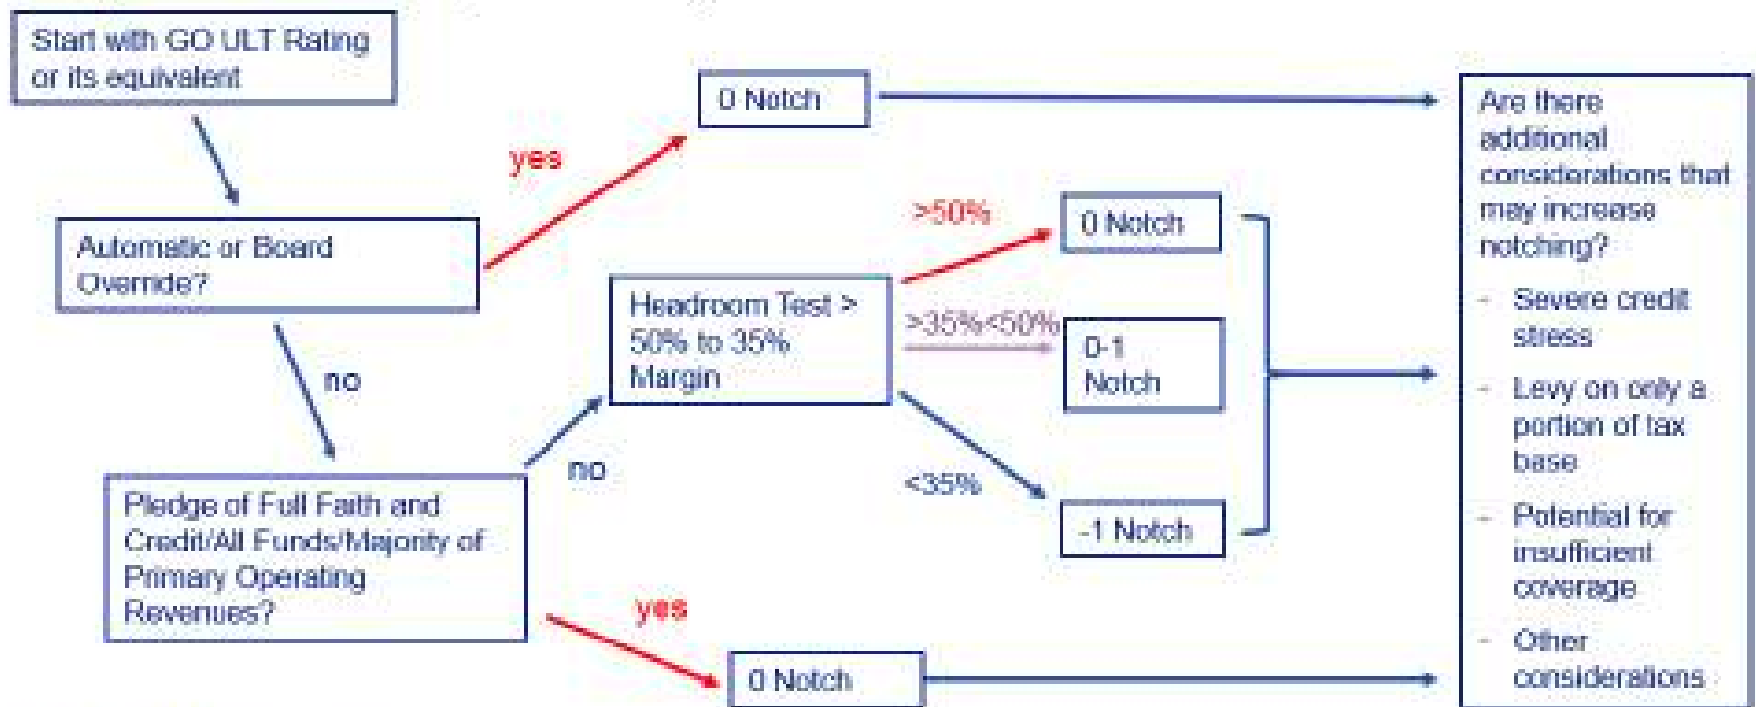 Start with GO ULT Rating
or its equivalent
0 Notch
yes
Automatic or Board
Override?
no
Pledge of Full Faith and
Credit/All Funds/Majority of
Primary Operating
Revenues?
no
yes
0 Notch
Headroom Test >
50% to 35%
Margin
>50%
0 Notch
>35%<50%
0-1
Notch
<35%
-1 Notch
Are there
additional
considerations that
may increase
notching?
- Severe credit
stress
- Levy on only a
portion of tax
base
- Potential for
insufficient
coverage
- Other
considerations